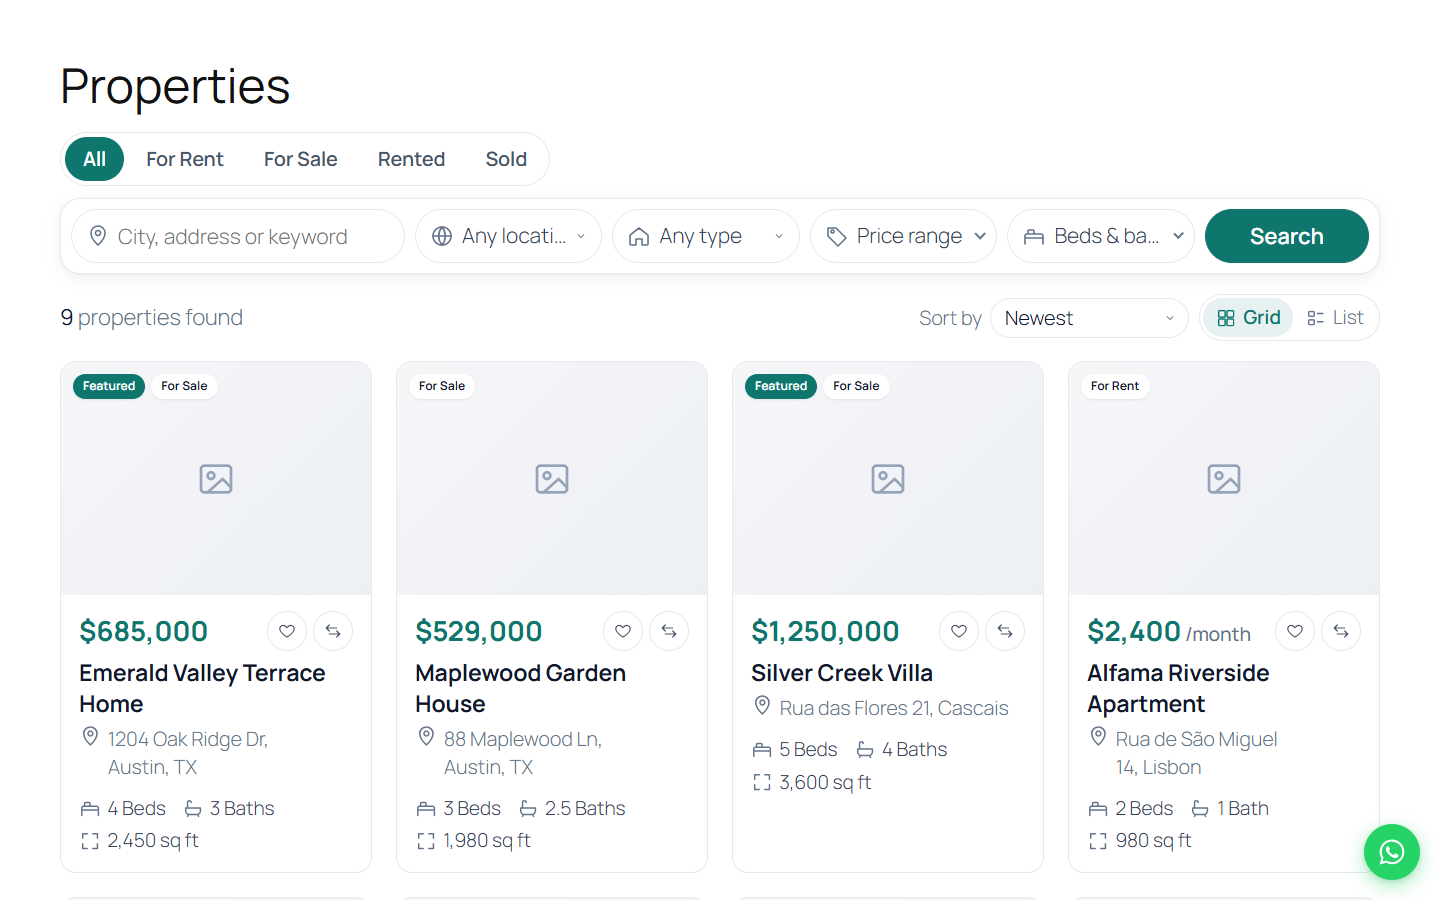 Properties
All For Rent For Sale Rented Sold
City, address or keyword Any locati... Any type Price range Beds & ba... Search
9 properties found Sort by Newest Grid List
Featured For Sale
$685,000
Emerald Valley Terrace
Home
1204 Oak Ridge Dr,
Austin, TX
4 Beds 3 Baths
2,450 sq ft
For Sale
$529,000
Maplewood Garden
House
88 Maplewood Ln,
Austin, TX
3 Beds 2.5 Baths
1,980 sq ft
Featured For Sale
$1,250,000
Silver Creek Villa
Rua das Flores 21, Cascais
5 Beds 4 Baths
3,600 sq ft
For Rent
$2,400 /month
Alfama Riverside
Apartment
Rua de São Miguel
14, Lisbon
2 Beds 1 Bath
980 sq ft